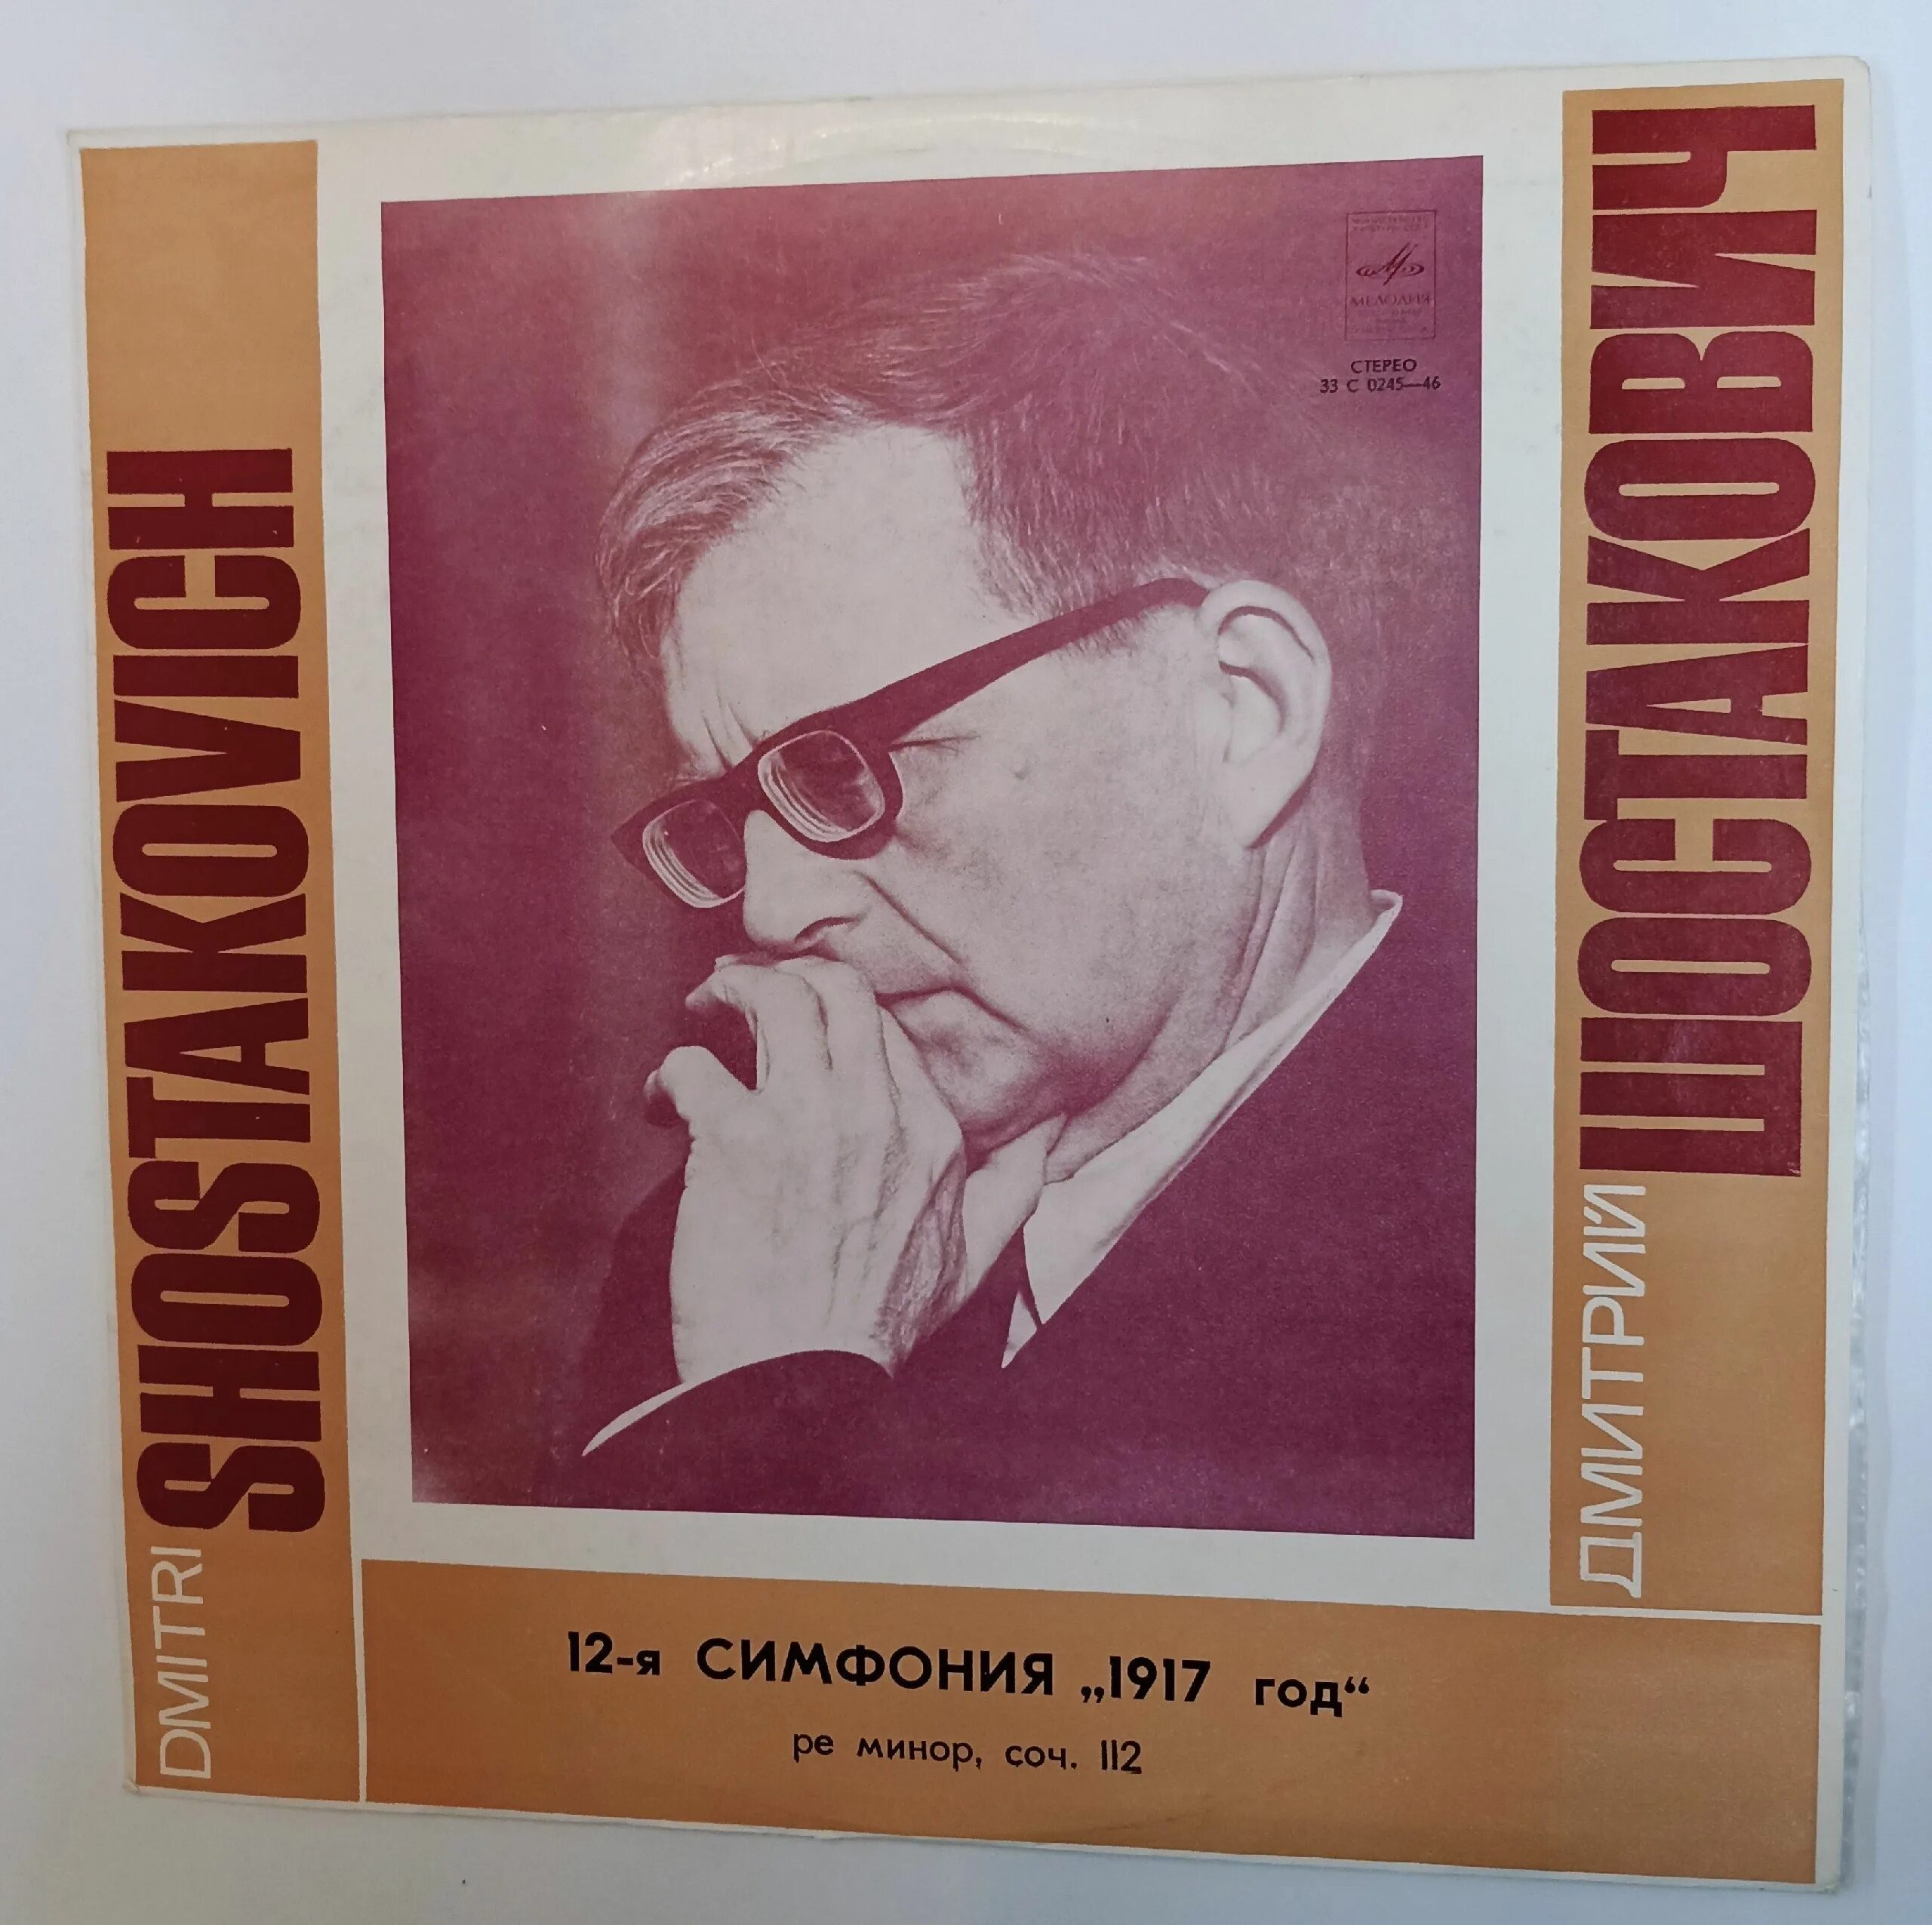 DMITRI
SHOSTAKOVICH
МЕЛОДИЯ
СТЕРЕО
33 С 0245—46
ДМИТРИЙ
ШОСТАКОВИЧ
12-я СИМФОНИЯ „1917 год“
ре минор, соч. 112